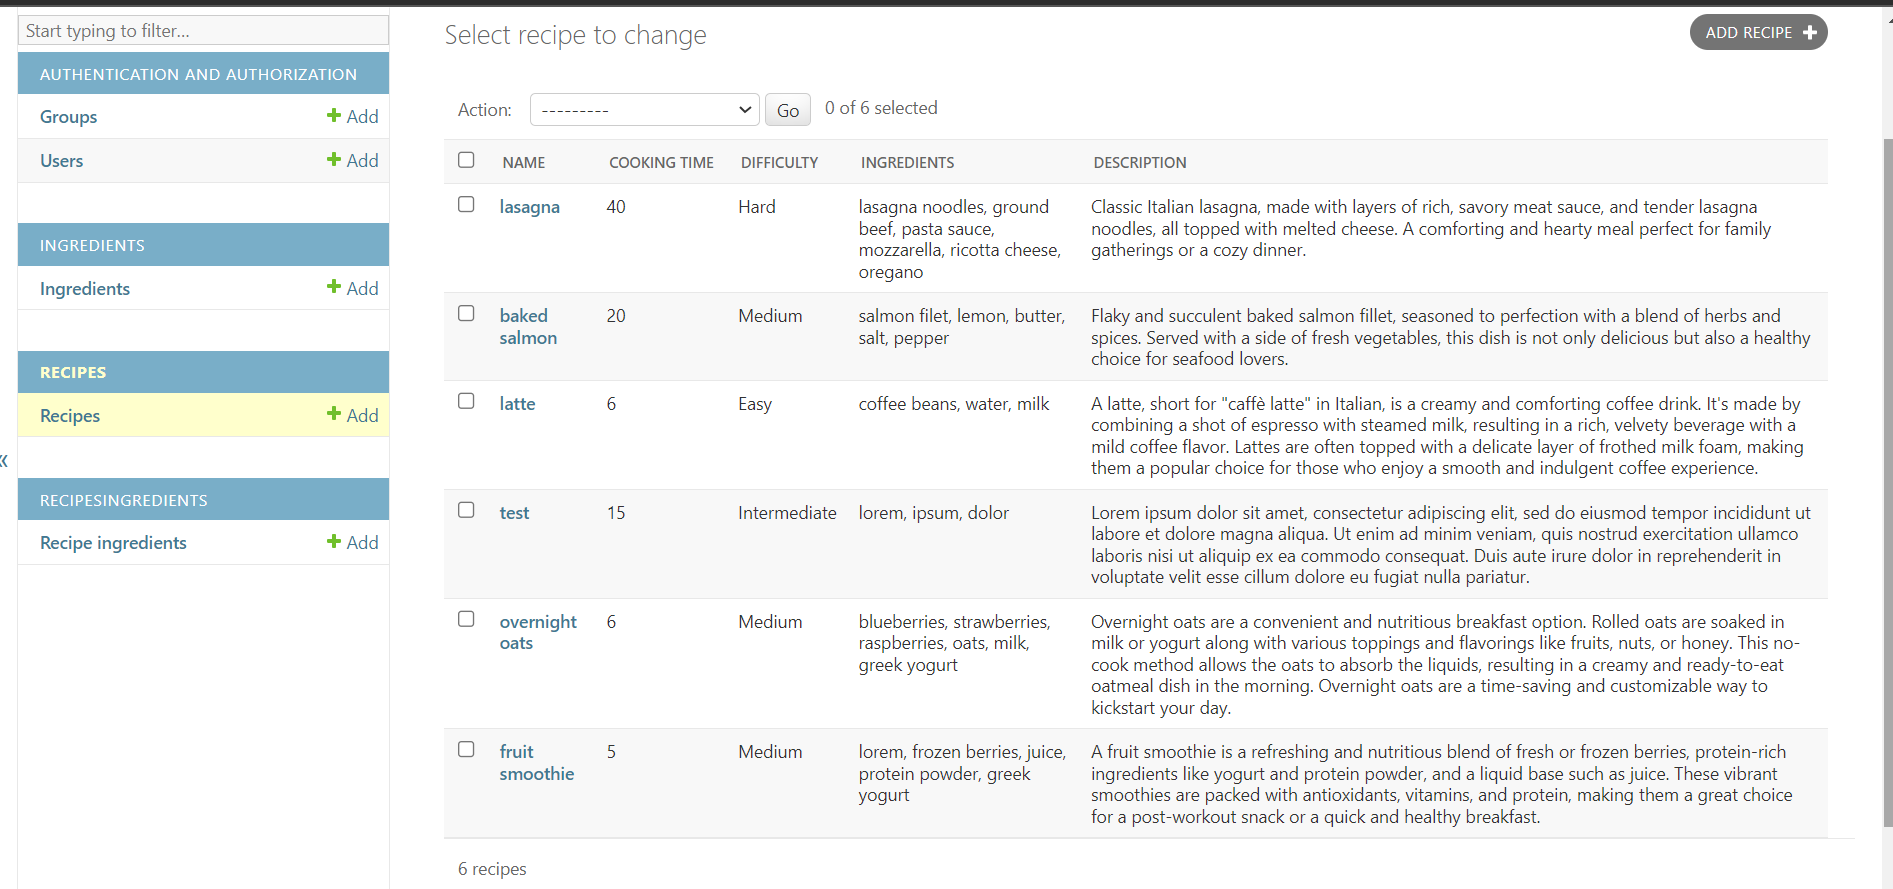 Start typing to filter...
AUTHENTICATION AND AUTHORIZATION
Groups + Add
Users + Add
INGREDIENTS
Ingredients + Add
RECIPES
Recipes + Add
«
RECIPESINGREDIENTS
Recipe ingredients + Add
Select recipe to change
ADD RECIPE +
Action: --------- Go 0 of 6 selected
NAME COOKING TIME DIFFICULTY INGREDIENTS DESCRIPTION
lasagna 40 Hard
lasagna noodles, ground
beef, pasta sauce,
mozzarella, ricotta cheese,
oregano
Classic Italian lasagna, made with layers of rich, savory meat sauce, and tender lasagna
noodles, all topped with melted cheese. A comforting and hearty meal perfect for family
gatherings or a cozy dinner.
baked
salmon
20 Medium
salmon filet, lemon, butter,
salt, pepper
Flaky and succulent baked salmon fillet, seasoned to perfection with a blend of herbs and
spices. Served with a side of fresh vegetables, this dish is not only delicious but also a healthy
choice for seafood lovers.
latte 6 Easy coffee beans, water, milk
A latte, short for "caffè latte" in Italian, is a creamy and comforting coffee drink. It's made by
combining a shot of espresso with steamed milk, resulting in a rich, velvety beverage with a
mild coffee flavor. Lattes are often topped with a delicate layer of frothed milk foam, making
them a popular choice for those who enjoy a smooth and indulgent coffee experience.
test 15 Intermediate lorem, ipsum, dolor
Lorem ipsum dolor sit amet, consectetur adipiscing elit, sed do eiusmod tempor incididunt ut
labore et dolore magna aliqua. Ut enim ad minim veniam, quis nostrud exercitation ullamco
laboris nisi ut aliquip ex ea commodo consequat. Duis aute irure dolor in reprehenderit in
voluptate velit esse cillum dolore eu fugiat nulla pariatur.
overnight
oats
6 Medium
blueberries, strawberries,
raspberries, oats, milk,
greek yogurt
Overnight oats are a convenient and nutritious breakfast option. Rolled oats are soaked in
milk or yogurt along with various toppings and flavorings like fruits, nuts, or honey. This no-
cook method allows the oats to absorb the liquids, resulting in a creamy and ready-to-eat
oatmeal dish in the morning. Overnight oats are a time-saving and customizable way to
kickstart your day.
fruit
smoothie
5 Medium
lorem, frozen berries, juice,
protein powder, greek
yogurt
A fruit smoothie is a refreshing and nutritious blend of fresh or frozen berries, protein-rich
ingredients like yogurt and protein powder, and a liquid base such as juice. These vibrant
smoothies are packed with antioxidants, vitamins, and protein, making them a great choice
for a post-workout snack or a quick and healthy breakfast.
6 recipes